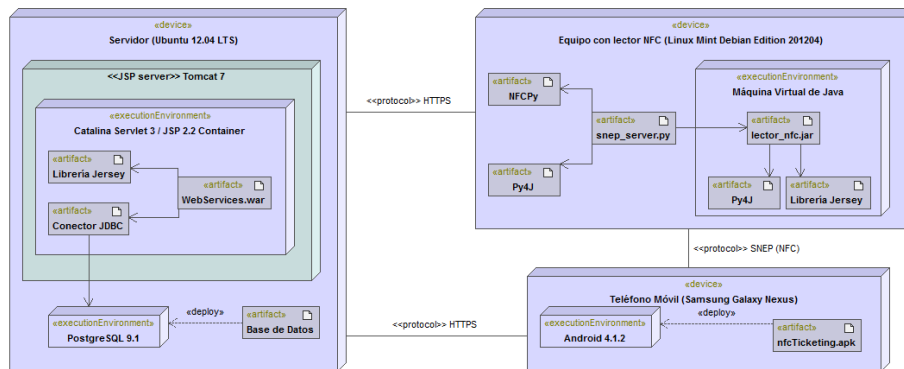 «device»
Servidor (Ubuntu 12.04 LTS)
<<JSP server>> Tomcat 7
«executionEnvironment»
Catalina Servlet 3 / JSP 2.2 Container
«artifact»
Librería Jersey
«artifact»
WebServices.war
«artifact»
Conector JDBC
«executionEnvironment»
PostgreSQL 9.1
«deploy»
«artifact»
Base de Datos
<<protocol>> HTTPS
<<protocol>> HTTPS
«device»
Equipo con lector NFC (Linux Mint Debian Edition 201204)
«artifact»
NFCPy
«artifact»
snep_server.py
«artifact»
Py4J
«executionEnvironment»
Máquina Virtual de Java
«artifact»
lector_nfc.jar
«artifact»
Py4J
«artifact»
Librería Jersey
<<protocol>> SNEP (NFC)
«device»
Teléfono Móvil (Samsung Galaxy Nexus)
«executionEnvironment»
Android 4.1.2
«deploy»
«artifact»
nfcTicketing.apk